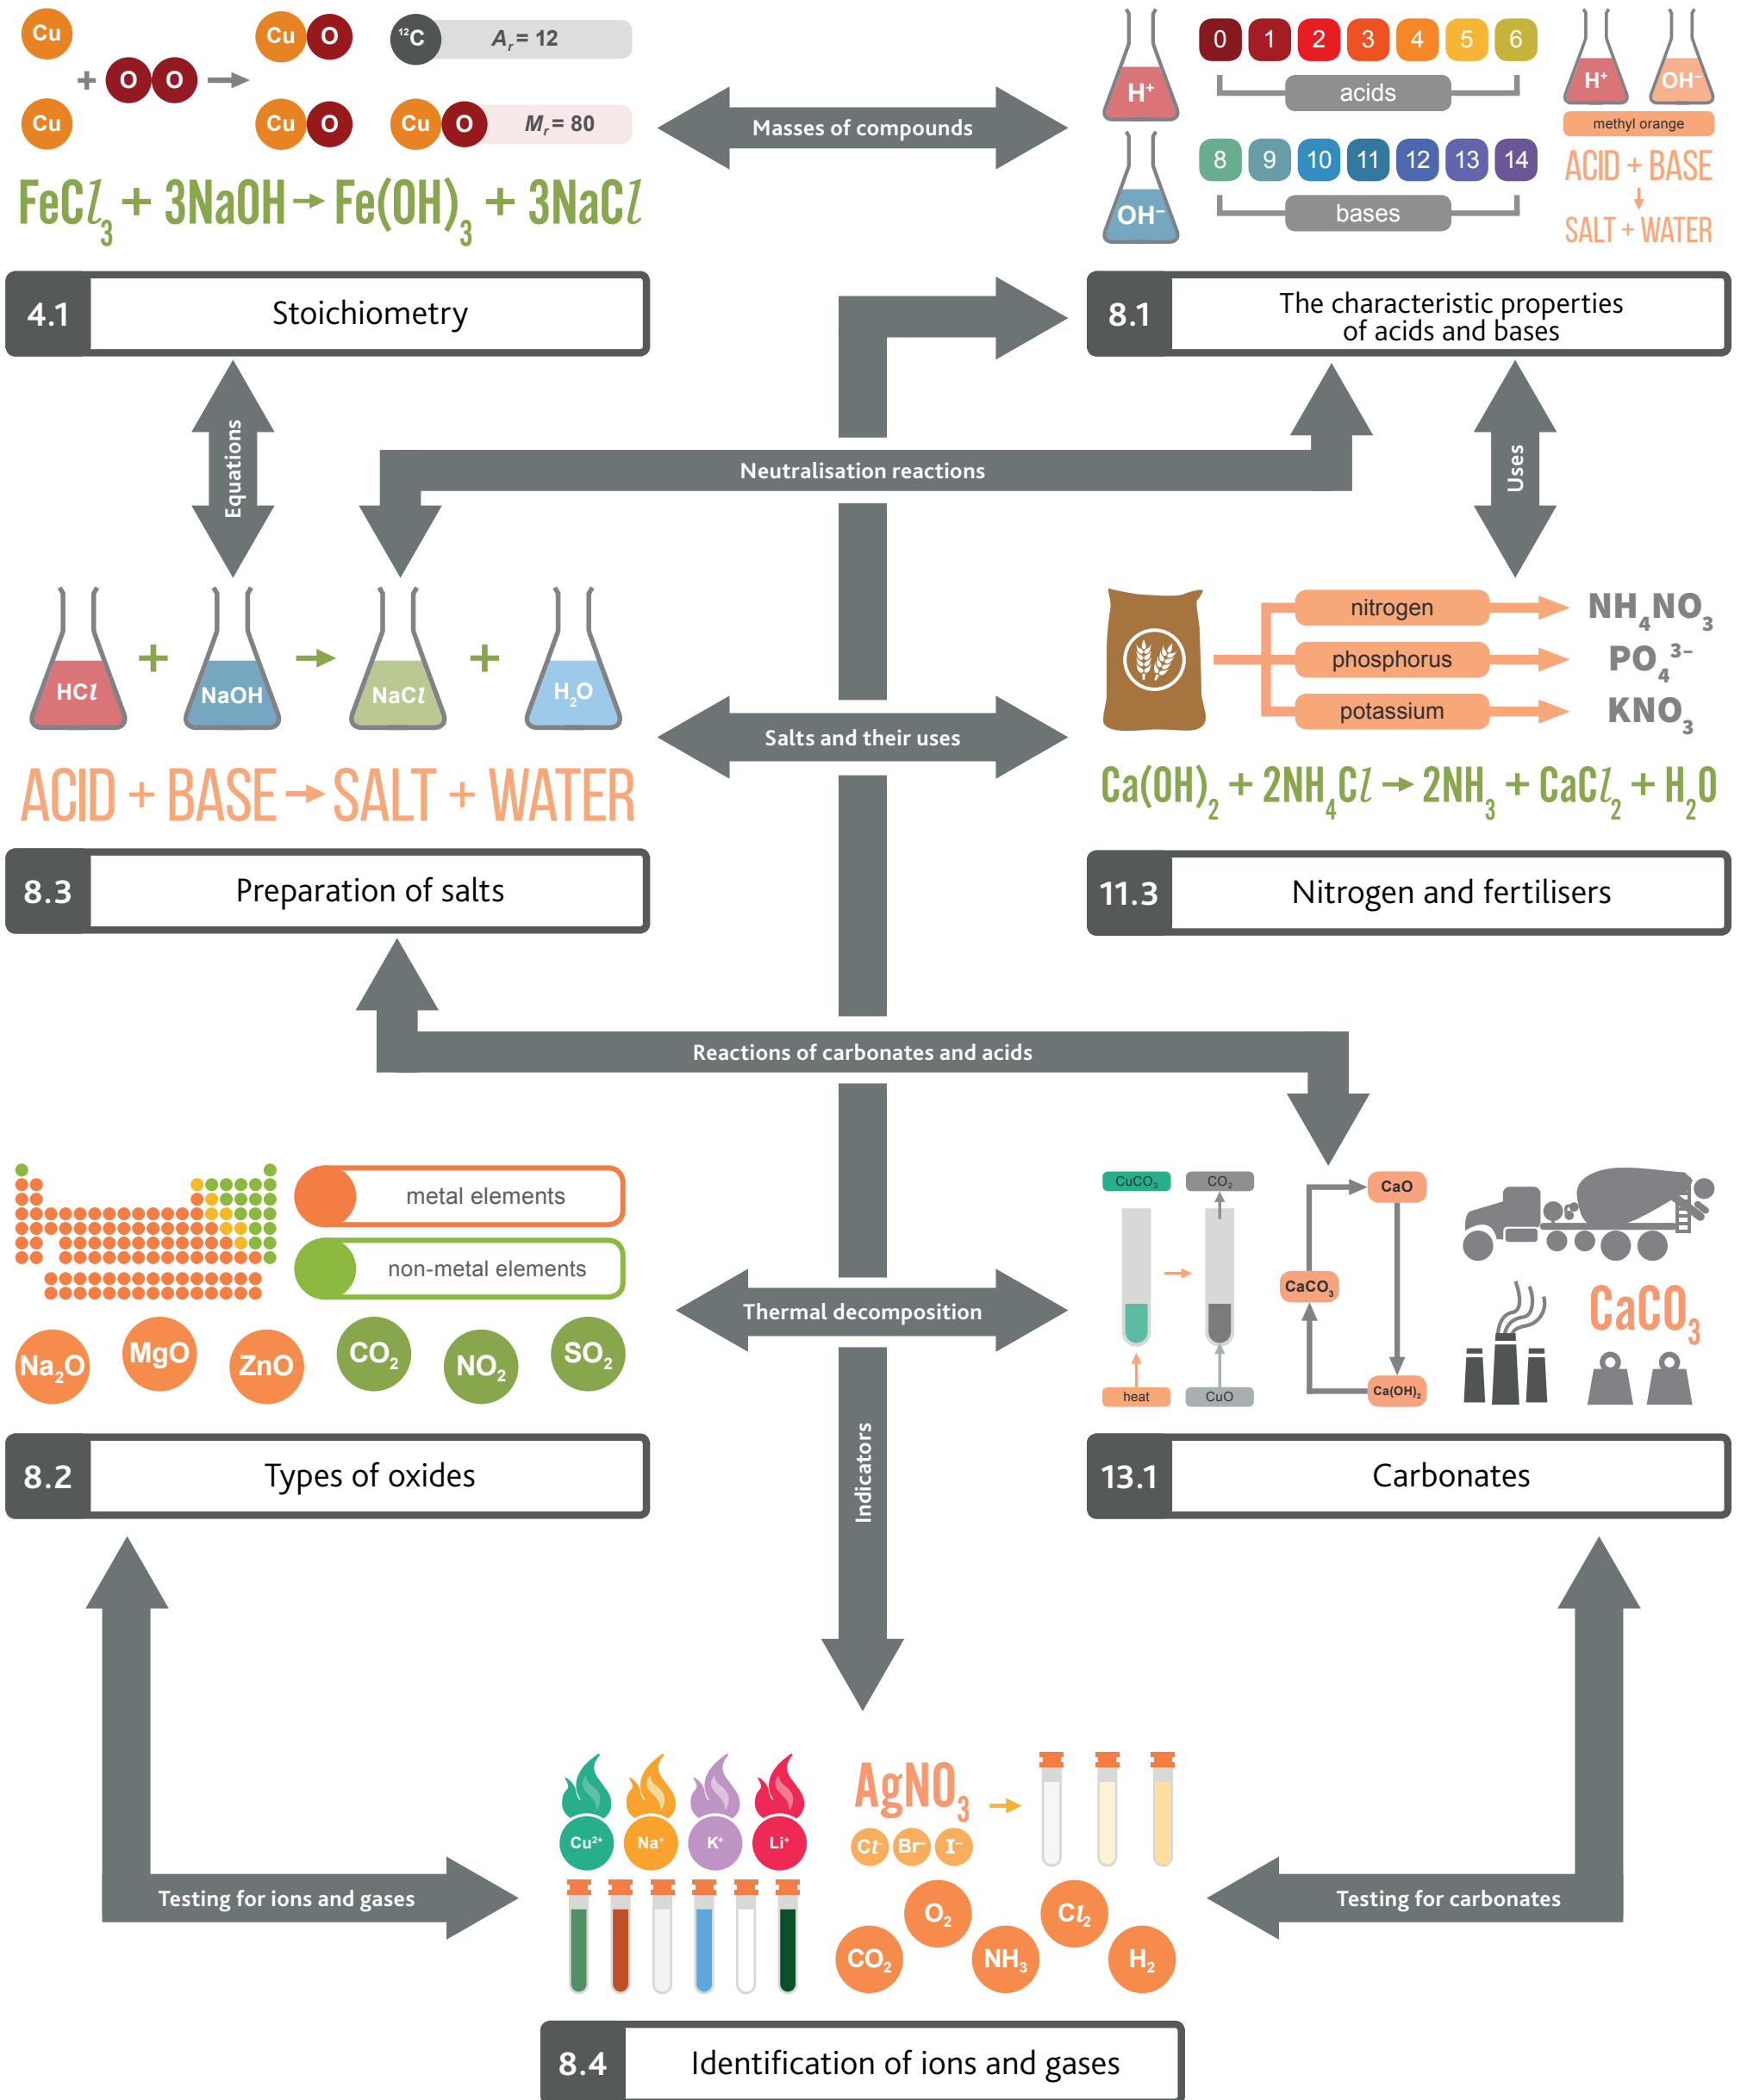 Cu
+ O O →
Cu
Cu O
Cu O
¹²C Aᵣ = 12
Cu O Mᵣ = 80
FeCl₃ + 3NaOH → Fe(OH)₃ + 3NaCl
4.1 Stoichiometry
Masses of compounds
H⁺
0 1 2 3 4 5 6
acids
OH⁻
8 9 10 11 12 13 14
bases
H⁺ OH⁻
methyl orange
ACID + BASE
↓
SALT + WATER
8.1 The characteristic properties
of acids and bases
Equations
Neutralisation reactions
Uses
HCl + NaOH → NaCl + H₂O
ACID + BASE → SALT + WATER
8.3 Preparation of salts
Salts and their uses
nitrogen NH₄NO₃
phosphorus PO₄³⁻
potassium KNO₃
Ca(OH)₂ + 2NH₄Cl → 2NH₃ + CaCl₂ + H₂O
11.3 Nitrogen and fertilisers
Reactions of carbonates and acids
metal elements
non-metal elements
Na₂O MgO ZnO CO₂ NO₂ SO₂
8.2 Types of oxides
Thermal decomposition
CuCO₃ CO₂
heat CuO
CaO
CaCO₃
Ca(OH)₂
CaCO₃
13.1 Carbonates
Indicators
Testing for ions and gases
Cu²⁺ Na⁺ K⁺ Li⁺
AgNO₃ →
Cl⁻ Br⁻ I⁻
CO₂ O₂ NH₃ Cl₂ H₂
Testing for carbonates
8.4 Identification of ions and gases